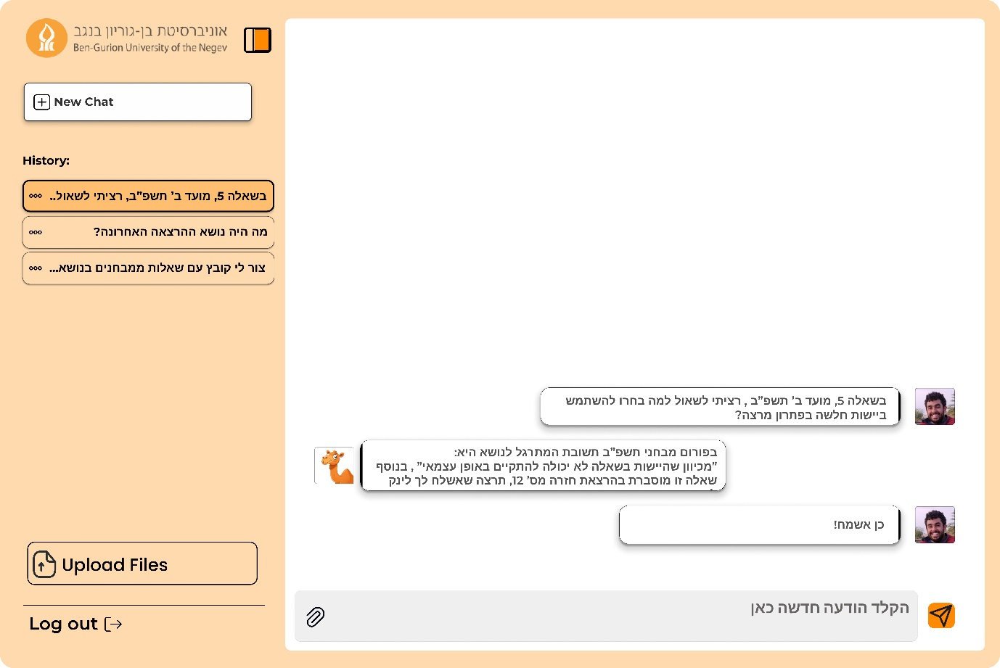 אוניברסיטת בן-גוריון בנגב
Ben-Gurion University of the Negev
New Chat
History:
בשאלה 5, מועד ב' תשפ"ב, רציתי לשאול..
מה היה נושא ההרצאה האחרונה?
צור לי קובץ עם שאלות ממבחנים בנושא...
Upload Files
Log out
בשאלה 5, מועד ב' תשפ"ב , רציתי לשאול למה בחרו להשתמש
ביישות חלשה בפתרון מרצה?
בפורום מבחני תשפ"ב תשובת המתרגל לנושא היא:
"מכיוון שהיישות בשאלה לא יכולה להתקיים באופן עצמאי" , בנוסף
שאלה זו מוסברת בהרצאת חזרה מס' 12, תרצה שאשלח לך לינק
כן אשמח!
הקלד הודעה חדשה כאן